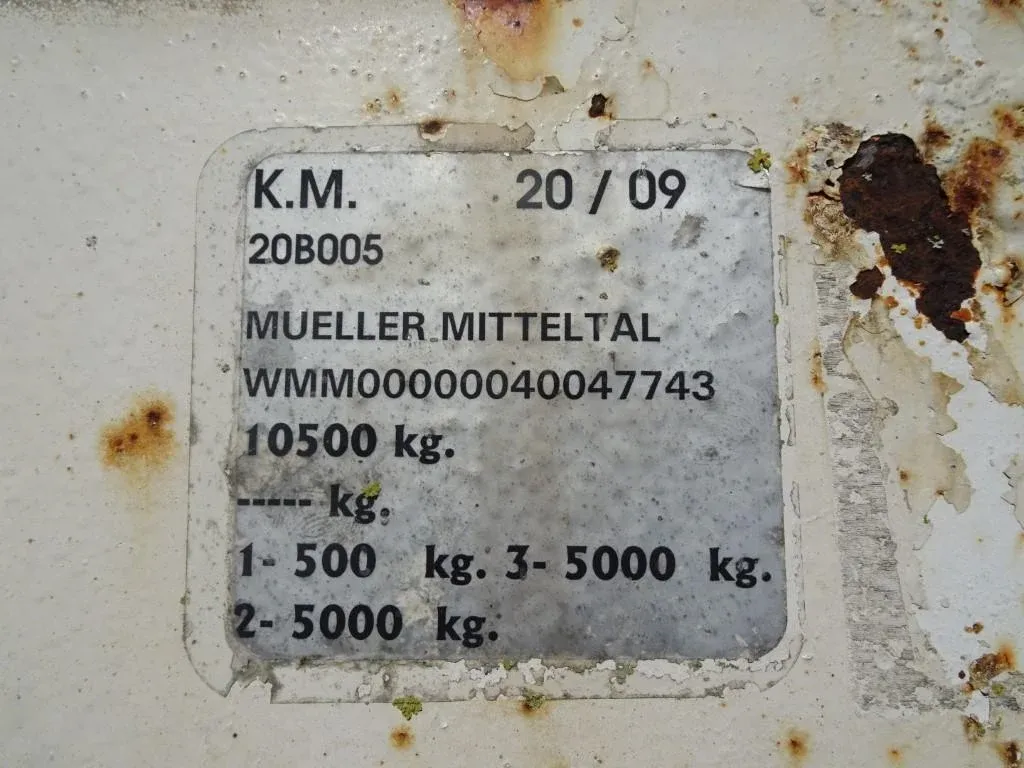 K.M. 20 / 09
20B005
MUELLER MITTELTAL
WMM00000040047743
10500 kg.
----- kg.
1- 500 kg. 3- 5000 kg.
2- 5000 kg.